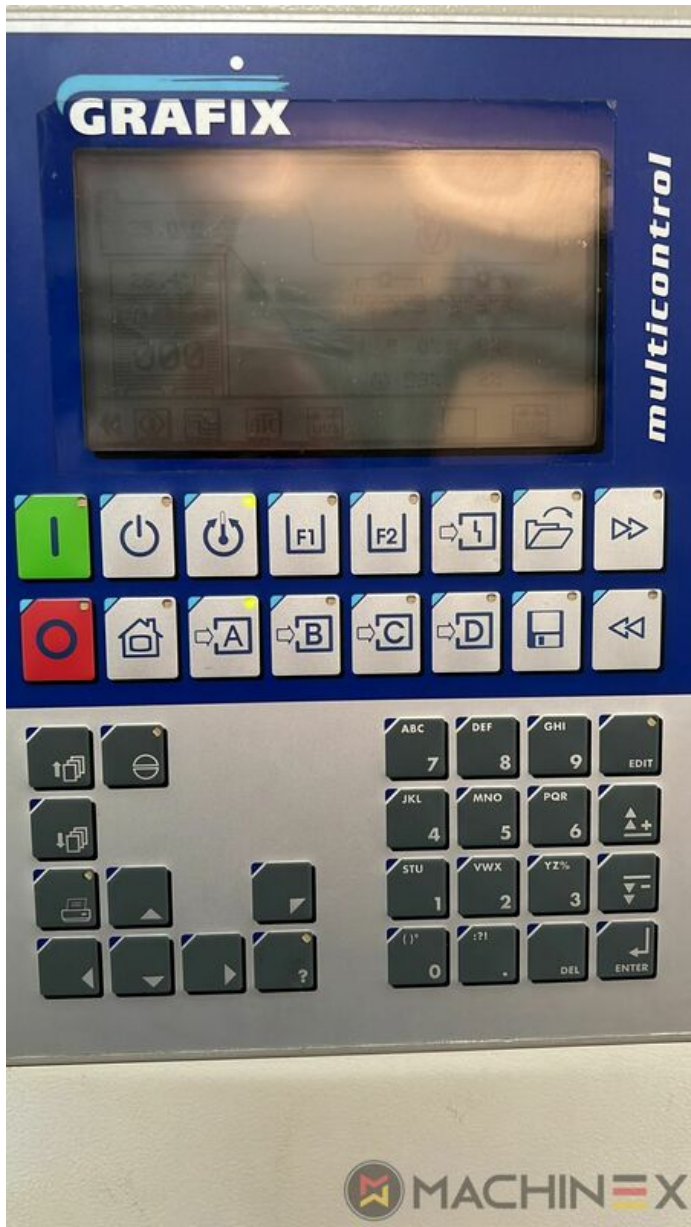 GRAFIX
multicontrol
000
F1
F2
A
B
C
D
ABC
7
DEF
8
GHI
9
EDIT
JKL
4
MNO
5
PQR
6
STU
1
VWX
2
YZ%
3
()°
0
:?!
.
DEL
ENTER
?
MACHINEX